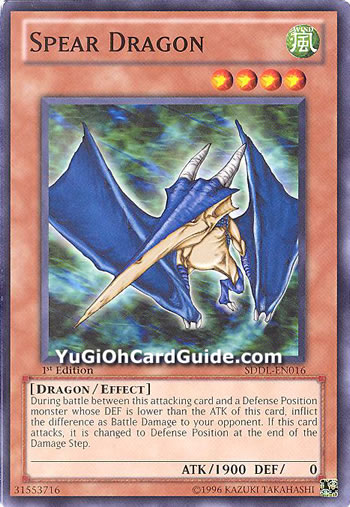 SPEAR DRAGON
WIND
風
YuGiOhCardGuide.com
1st Edition
SDDL-EN016
[DRAGON / EFFECT]
During battle between this attacking card and a Defense Position
monster whose DEF is lower than the ATK of this card, inflict
the difference as Battle Damage to your opponent. If this card
attacks, it is changed to Defense Position at the end of the
Damage Step.
ATK/1900 DEF/ 0
31553716
©1996 KAZUKI TAKAHASHI